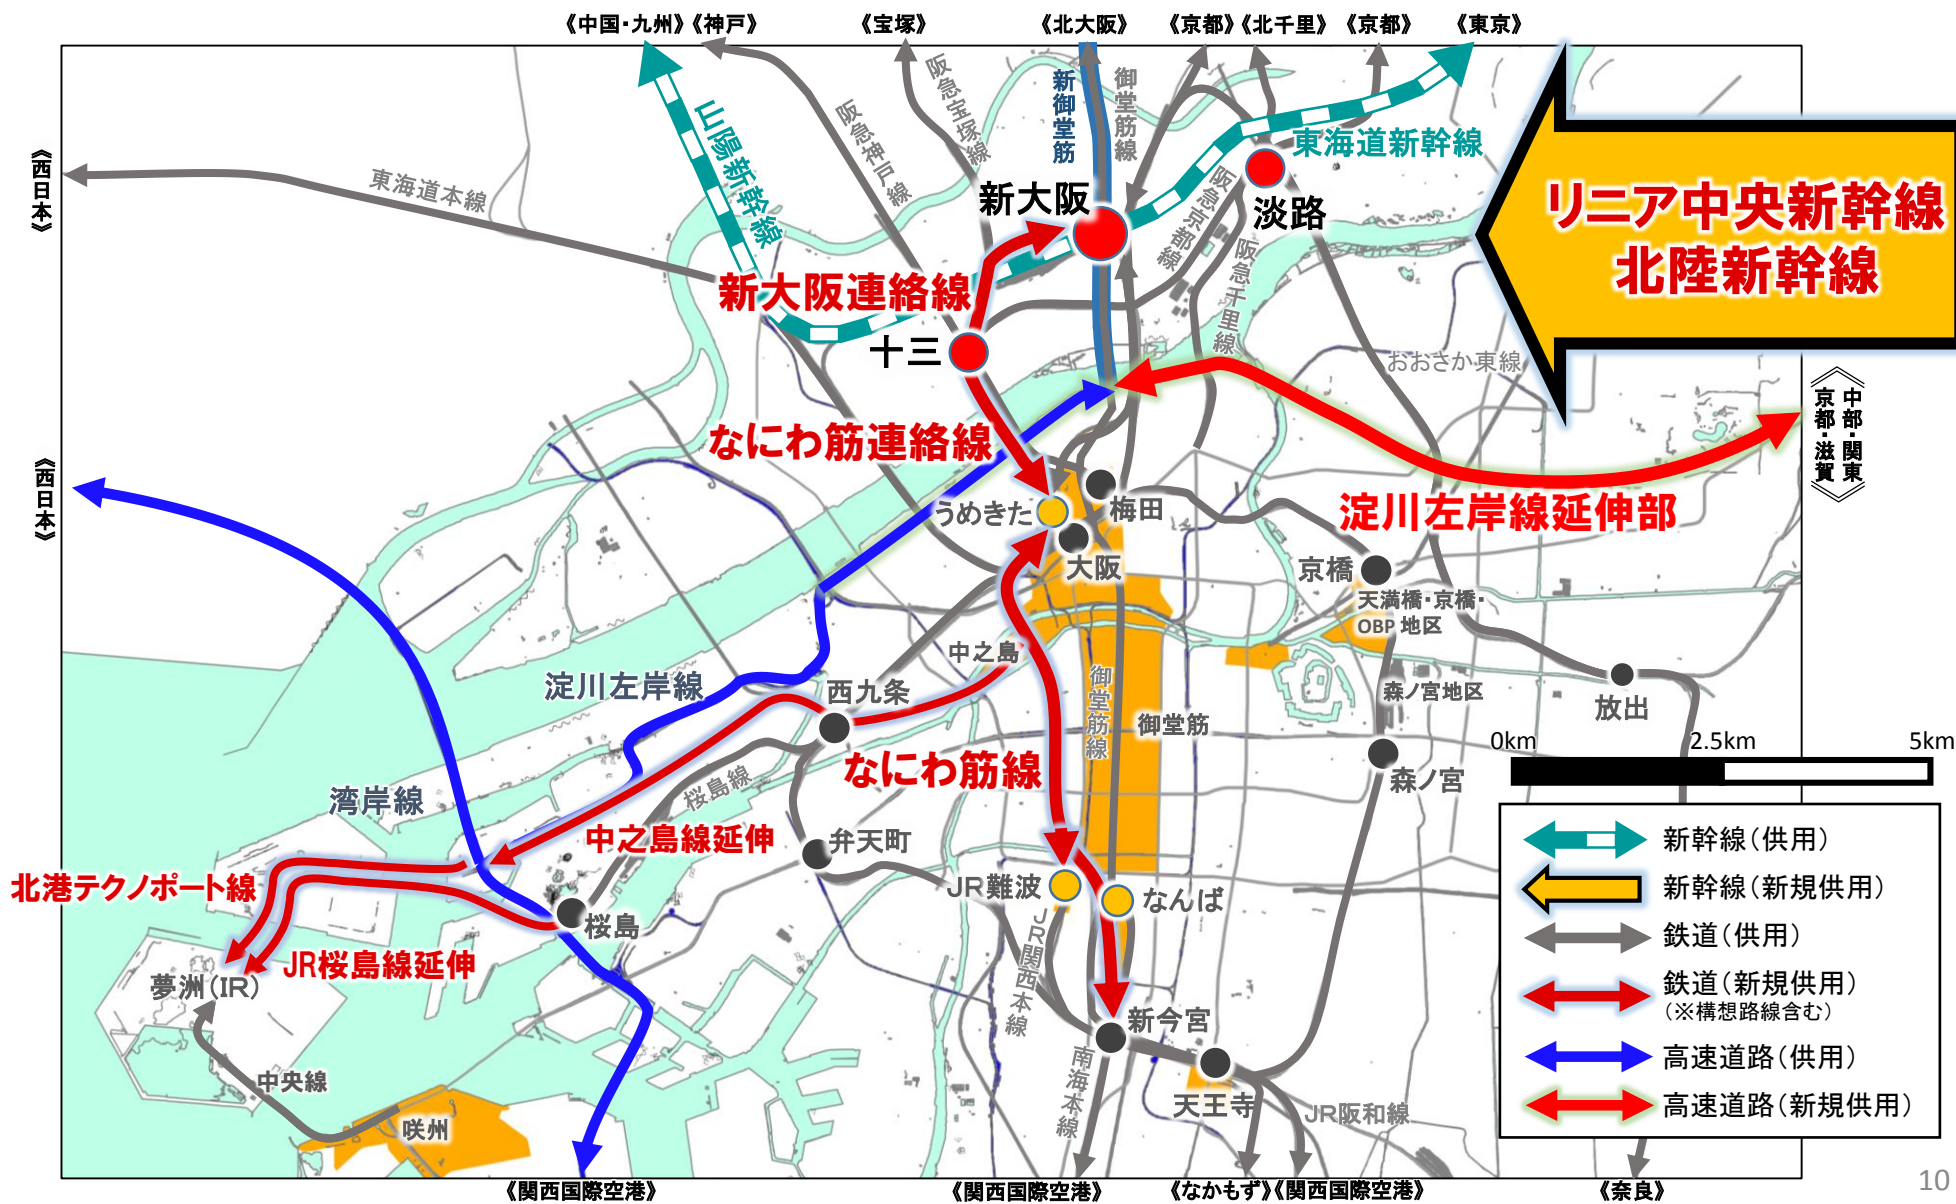 《中国・九州》
《神戸》
《宝塚》
《北大阪》
《京都》
《北千里》
《京都》
《東京》
《西日本》
《西日本》
山陽新幹線
東海道本線
阪急神戸線
阪急宝塚線
新御堂筋
御堂筋線
東海道新幹線
リニア中央新幹線
北陸新幹線
新大阪
淡路
阪急京都線
阪急千里線
新大阪連絡線
十三
おおさか東線
《中部・関東
京都・滋賀》
なにわ筋連絡線
うめきた
梅田
大阪
淀川左岸線延伸部
京橋
天満橋・京橋・
OBP 地区
中之島
淀川左岸線
西九条
御堂筋線
御堂筋
森ノ宮地区
放出
なにわ筋線
森ノ宮
湾岸線
桜島線
中之島線延伸
弁天町
北港テクノポート線
JR難波
なんば
桜島
JR桜島線延伸
夢洲(IR)
JR関西本線
新今宮
南海本線
中央線
咲州
天王寺
JR阪和線
0km
2.5km
5km
新幹線(供用)
新幹線(新規供用)
鉄道(供用)
鉄道(新規供用)
(※構想路線含む)
高速道路(供用)
高速道路(新規供用)
《関西国際空港》
《関西国際空港》
《なかもず》
《関西国際空港》
《奈良》
10